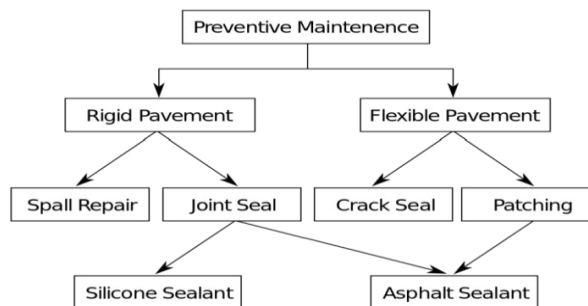 Preventive Maintenence
Rigid Pavement
Flexible Pavement
Spall Repair
Joint Seal
Crack Seal
Patching
Silicone Sealant
Asphalt Sealant